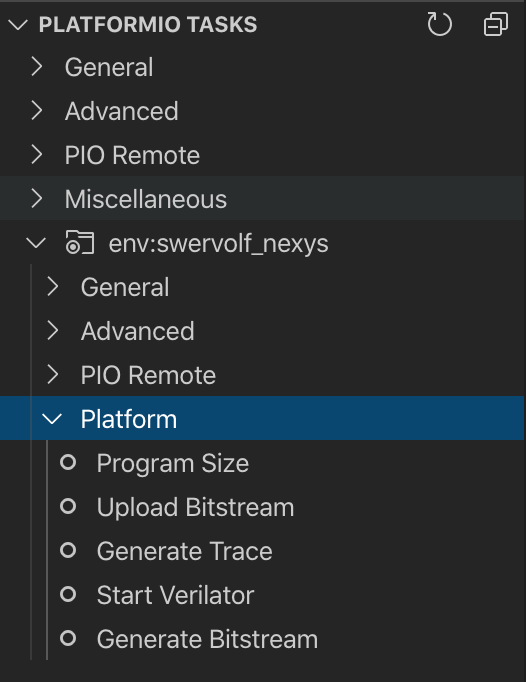 PLATFORMIO TASKS
General
Advanced
PIO Remote
Miscellaneous
env:swervolf_nexys
General
Advanced
PIO Remote
Platform
Program Size
Upload Bitstream
Generate Trace
Start Verilator
Generate Bitstream